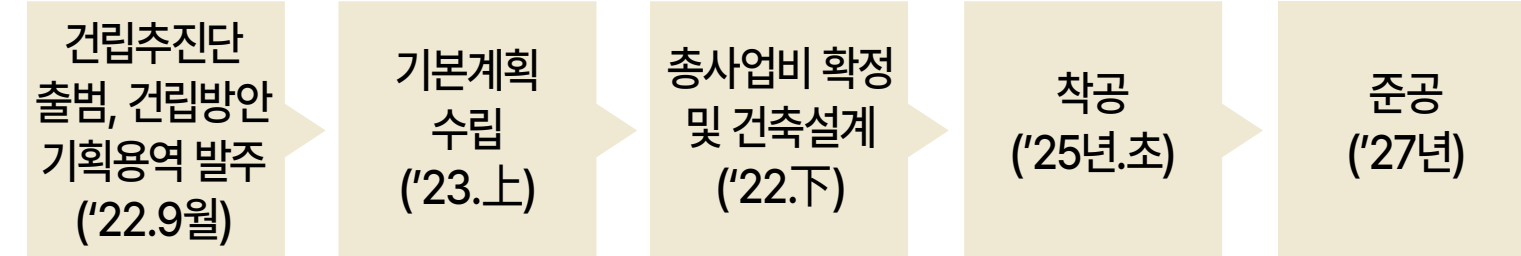 건립추진단
출범, 건립방안
기획용역 발주
(‘22.9월)
기본계획
수립
(’23.上)
총사업비 확정
및 건축설계
(‘22.下)
착공
(’25년.초)
준공
(’27년)